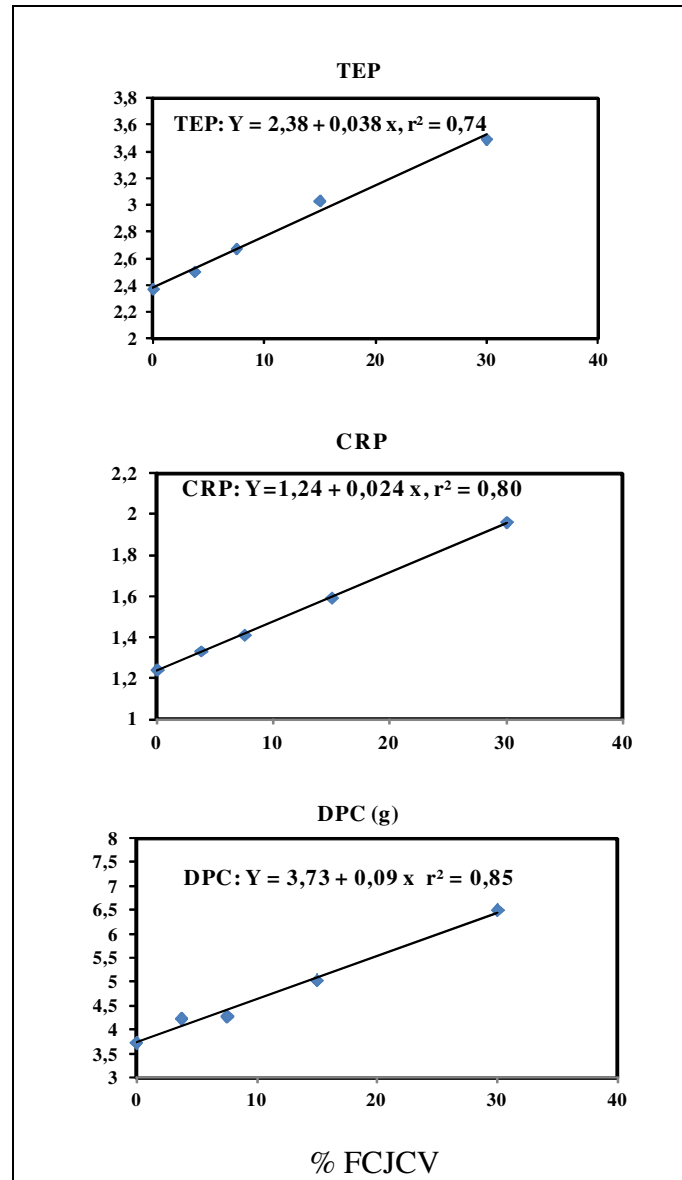 TEP
3,8
TEP: Y = 2,38 + 0,038 x, r² = 0,74
3,6
3,4
3,2
3
2,8
2,6
2,4
2,2
2
0 10 20 30 40
CRP
2,2
CRP: Y=1,24 + 0,024 x, r² = 0,80
2
1,8
1,6
1,4
1,2
1
0 10 20 30 40
DPC (g)
8
7,5
7
DPC: Y = 3,73 + 0,09 x r² = 0,85
6,5
6
5,5
5
4,5
4
3,5
3
0 10 20 30 40
% FCJCV